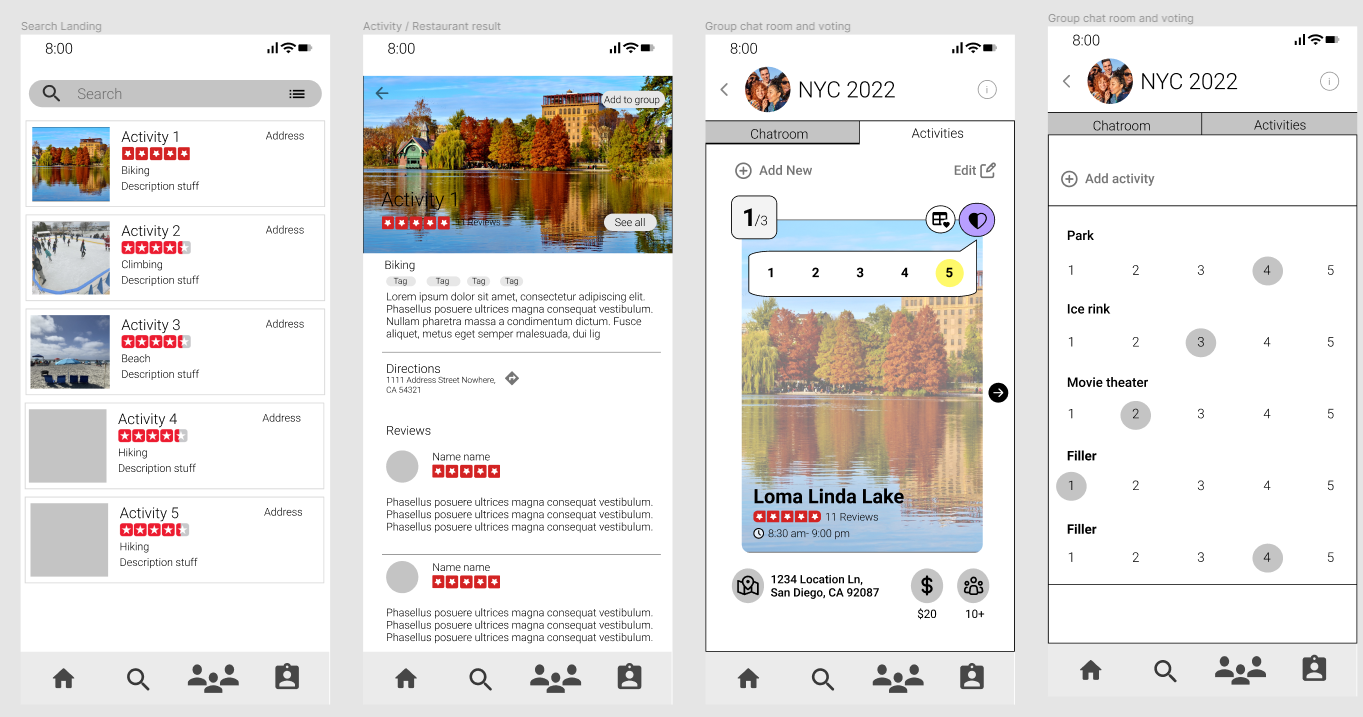 Search Landing
8:00
Search
Activity 1
Address
Biking
Description stuff
Activity 2
Address
Climbing
Description stuff
Activity 3
Address
Beach
Description stuff
Activity 4
Address
Hiking
Description stuff
Activity 5
Address
Hiking
Description stuff
Activity / Restaurant result
8:00
Add to group
Activity 1
11 Reviews
See all
Biking
Tag Tag Tag Tag
Lorem ipsum dolor sit amet, consectetur adipiscing elit.
Phasellus posuere ultrices magna consequat vestibulum.
Nullam pharetra massa a condimentum dictum. Fusce
aliquet, metus eget semper malesuada, dui lig
Directions
1111 Address Street Nowhere,
CA 54321
Reviews
Name name
Phasellus posuere ultrices magna consequat vestibulum.
Phasellus posuere ultrices magna consequat vestibulum.
Phasellus posuere ultrices magna consequat vestibulum.
Name name
Phasellus posuere ultrices magna consequat vestibulum.
Phasellus posuere ultrices magna consequat vestibulum.
Phasellus posuere ultrices magna consequat vestibulum.
Group chat room and voting
8:00
NYC 2022
Chatroom
Activities
Add New
Edit
1/3
1 2 3 4 5
Loma Linda Lake
11 Reviews
8:30 am- 9:00 pm
1234 Location Ln,
San Diego, CA 92087
$
$20
10+
Group chat room and voting
8:00
NYC 2022
Chatroom
Activities
Add activity
Park
1 2 3 4 5
Ice rink
1 2 3 4 5
Movie theater
1 2 3 4 5
Filler
1 2 3 4 5
Filler
1 2 3 4 5